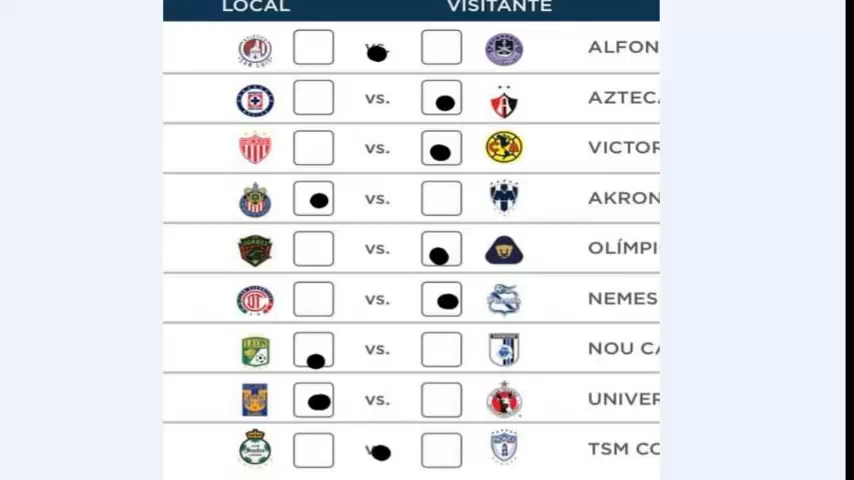 LOCAL VISITANTE
ALFON
vs. AZTECA
vs. VICTOR
vs. AKRON
vs. OLÍMPI
vs. NEMES
vs. NOU CA
vs. UNIVER
TSM CO